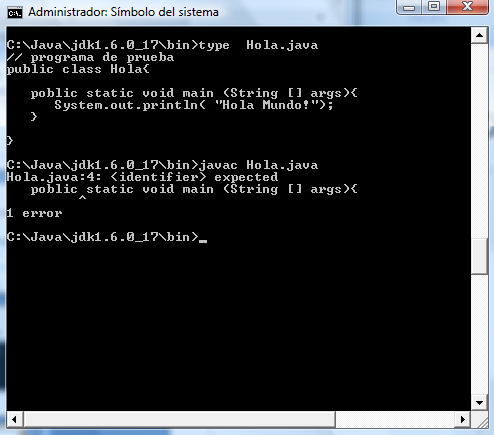 Administrador: Símbolo del sistema
C:\Java\jdk1.6.0_17\bin>type  Hola.java
// programa de prueba
public class Hola{
   public static void main (String [] args){
      System.out.println( "Hola Mundo!");
   }
}
C:\Java\jdk1.6.0_17\bin>javac Hola.java
Hola.java:4: <identifier> expected
   public static void main (String [] args){
         ^
1 error
C:\Java\jdk1.6.0_17\bin>_